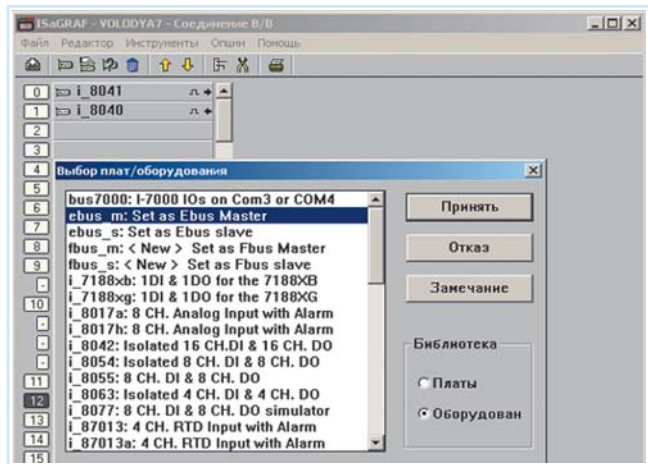 ISaGRAF - VOLODYA7 - Соединение В/В
Файл Редактор Инструменты Опции Помощь
0 i_8041
1 i_8040
2
3
4
5
6
7
8
9
10
11
12
13
14
15
Выбор плат/оборудования
bus7000: I-7000 IOs on Com3 or COM4
ebus_m: Set as Ebus Master
ebus_s: Set as Ebus slave
fbus_m: < New > Set as Fbus Master
fbus_s: < New > Set as Fbus slave
i_7188xb: 1DI & 1DO for the 7188XB
i_7188xg: 1DI & 1DO for the 7188XG
i_8017a: 8 CH. Analog Input with Alarm
i_8017h: 8 CH. Analog Input with Alarm
i_8042: Isolated 16 CH.DI & 16 CH. DO
i_8054: Isolated 8 CH. DI & 8 CH. DO
i_8055: 8 CH. DI & 8 CH. DO
i_8063: Isolated 4 CH. DI & 4 CH. DO
i_8077: 8 CH. DI & 8 CH. DO simulator
i_87013: 4 CH. RTD Input with Alarm
i_87013a: 4 CH. RTD Input with Alarm
Принять
Отказ
Замечание
Библиотека
Платы
Оборудован